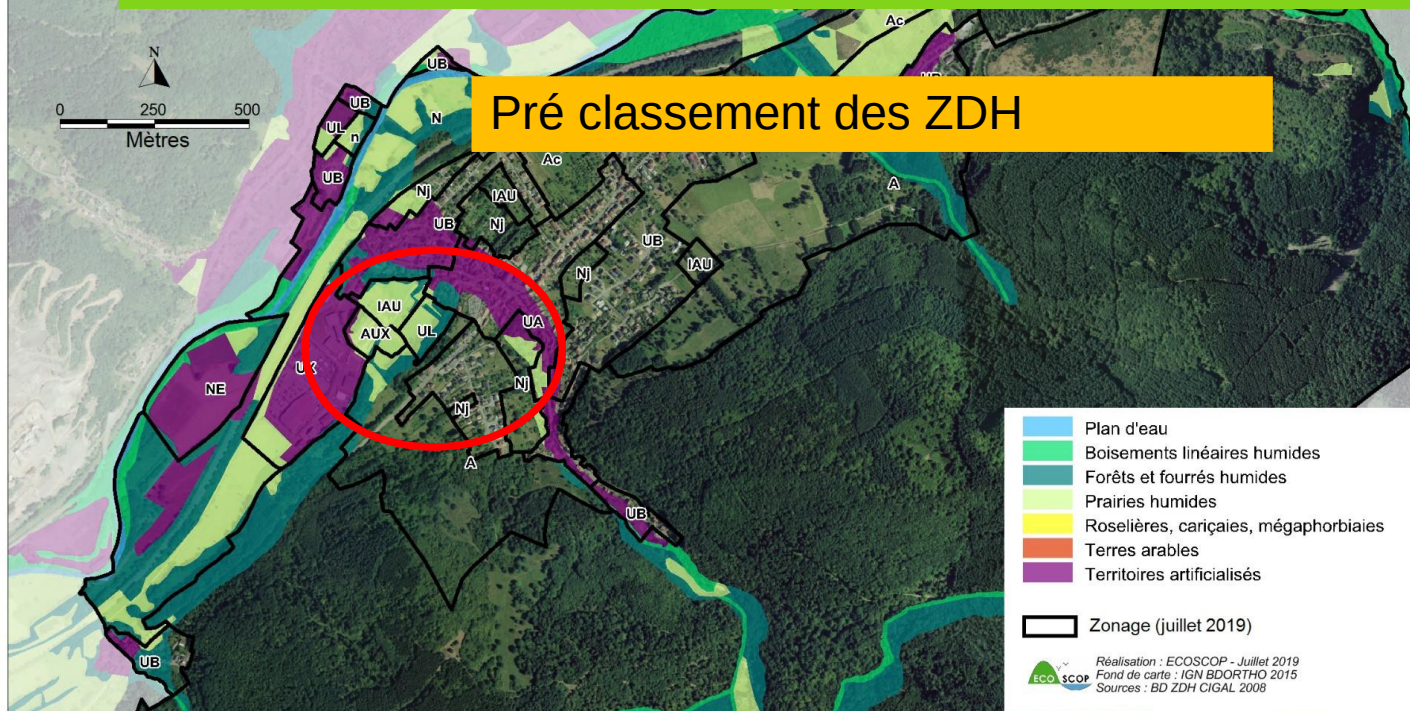 Pré classement des ZDH
N
0 250 500
Mètres
Ac
UB
UB
UB
UL
n
N
UB
Ac
Nj
IAU
Nj
UB
A
UB
Nj
IAU
IAU
AUX
UL
UA
UX
NE
Nj
Nj
A
UB
UB
Plan d'eau
Boisements linéaires humides
Forêts et fourrés humides
Prairies humides
Roselières, cariçaies, mégaphorbiaies
Terres arables
Territoires artificialisés
Zonage (juillet 2019)
ECO SCOP
Réalisation : ECOSCOP - Juillet 2019
Fond de carte : IGN BDORTHO 2015
Sources : BD ZDH CIGAL 2008